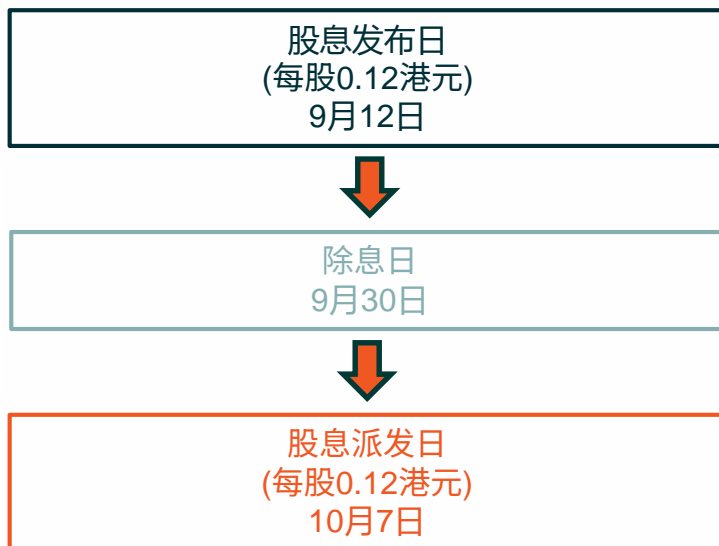 股息发布日
(每股0.12港元)
9月12日
除息日
9月30日
股息派发日
(每股0.12港元)
10月7日